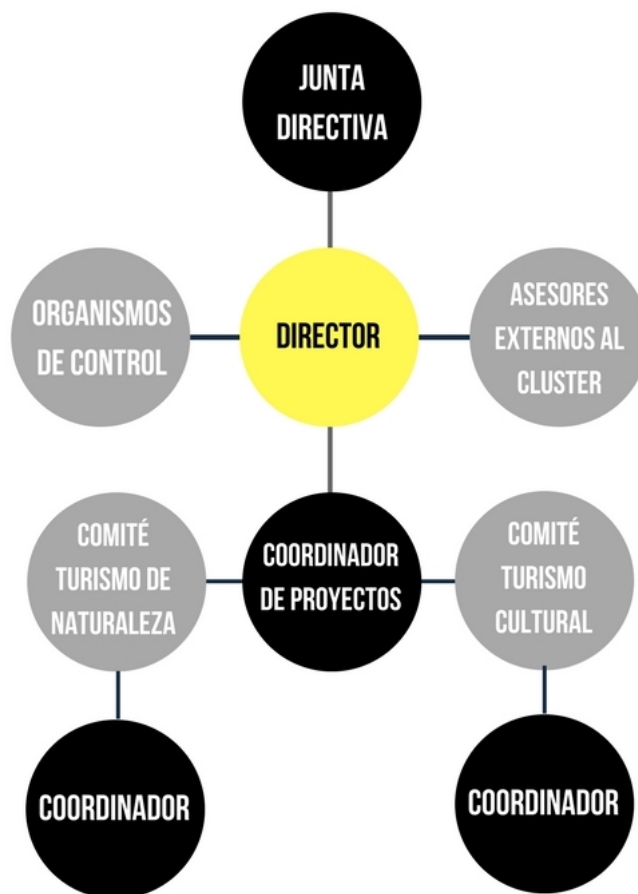 JUNTA
DIRECTIVA
ORGANISMOS
DE CONTROL
DIRECTOR
ASESORES
EXTERNOS AL
CLUSTER
COMITÉ
TURISMO DE
NATURALEZA
COORDINADOR
DE PROYECTOS
COMITÉ
TURISMO
CULTURAL
COORDINADOR
COORDINADOR